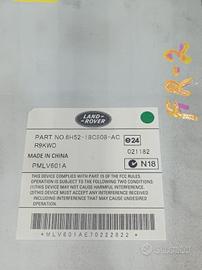 LAND-
ROVER
PART NO.6H52-18C808-AC
R9KWD
e24
021182
MADE IN CHINA
PMLV601A
N18
THIS DEVICE COMPLIES WITH PART 15 OF THE FCC RULES
OPERATION IS SUBJECT TO THE FOLLOWING TWO CONDITIONS
(1) THIS DEVICE MAY NOT CAUSE HARMFUL INTERFERENCE
(2) THIS DEVICE MUST ACCEPT ANY INTERFERENCE
RECEIVED INCLUDING INTERFERENCE THAT MAY CAUSE
UNDESIRED OPERATION
*MLV601AE70222822*